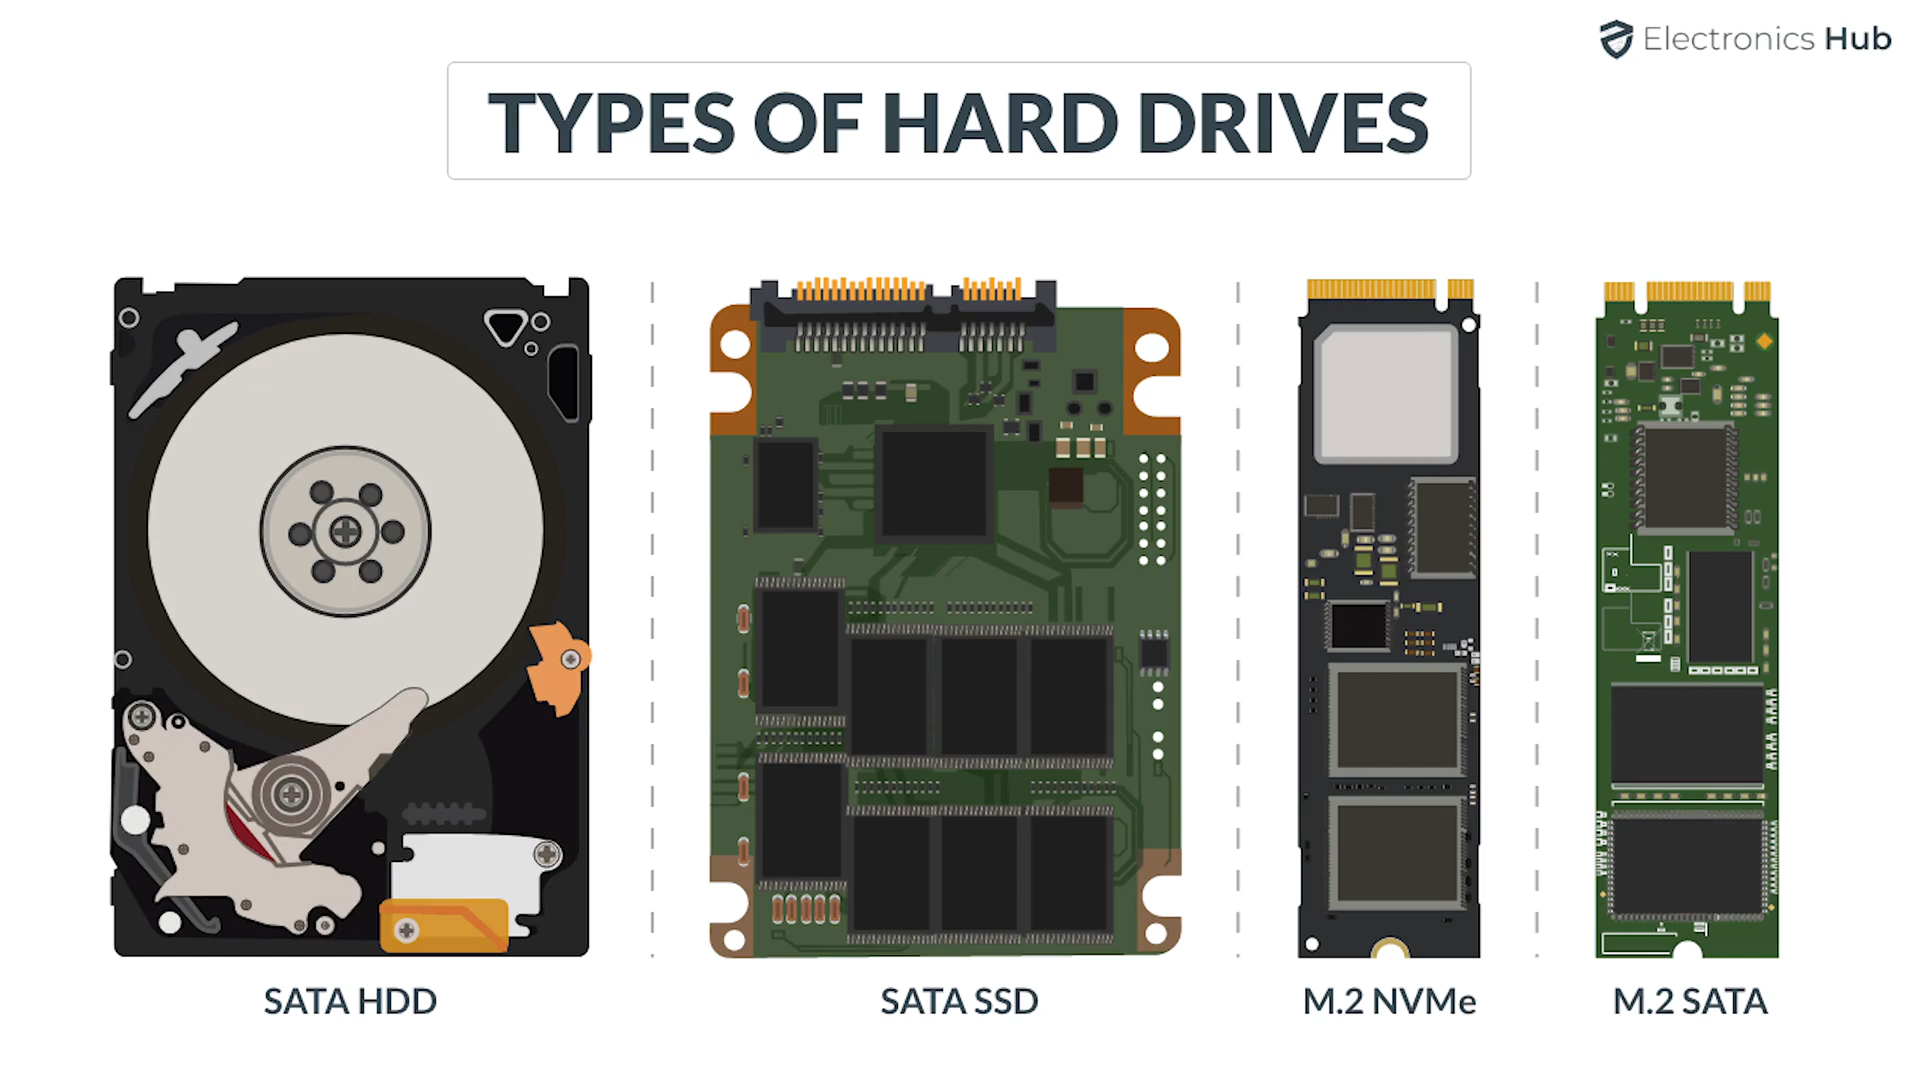 Electronics Hub
TYPES OF HARD DRIVES
SATA HDD
SATA SSD
M.2 NVMe
M.2 SATA